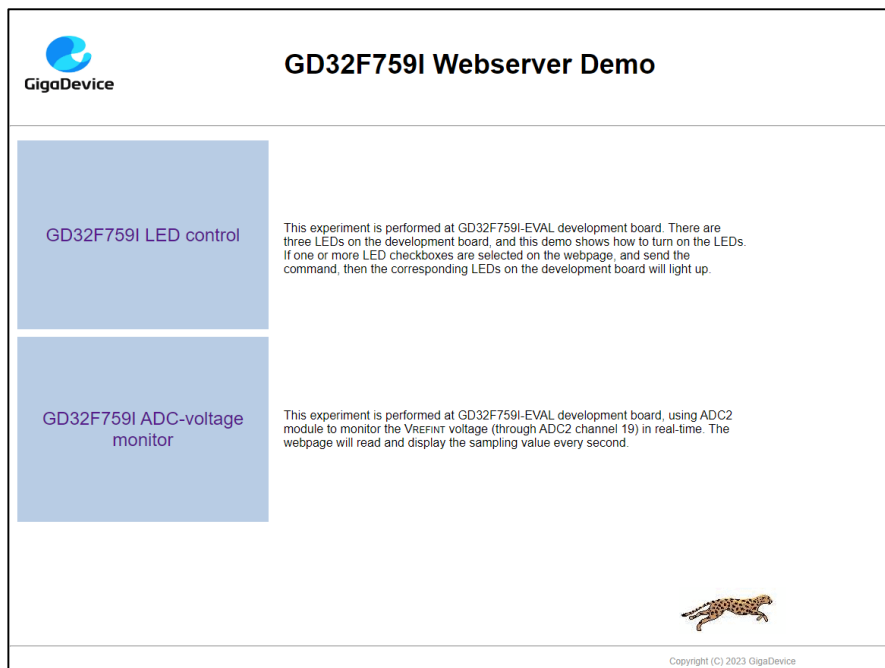 GigaDevice
GD32F759I Webserver Demo
GD32F759I LED control
This experiment is performed at GD32F759I-EVAL development board. There are
three LEDs on the development board, and this demo shows how to turn on the LEDs.
If one or more LED checkboxes are selected on the webpage, and send the
command, then the corresponding LEDs on the development board will light up.
GD32F759I ADC-voltage
monitor
This experiment is performed at GD32F759I-EVAL development board, using ADC2
module to monitor the VREFINT voltage (through ADC2 channel 19) in real-time. The
webpage will read and display the sampling value every second.
Copyright (C) 2023 GigaDevice